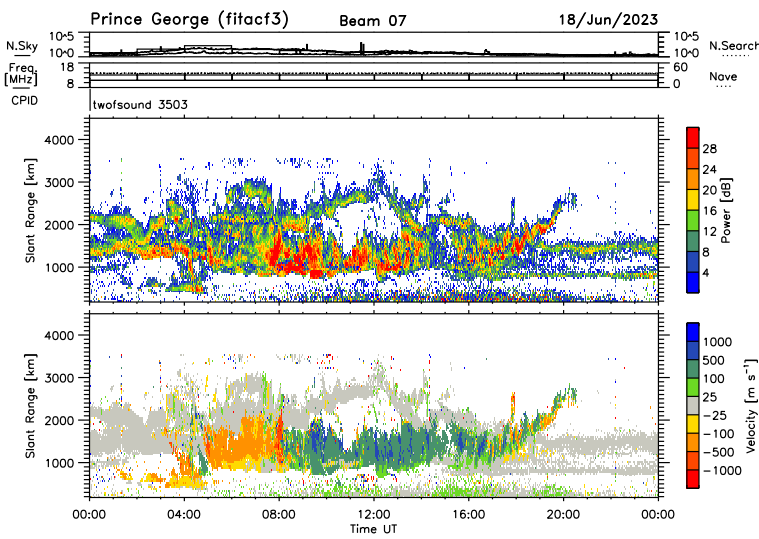 Prince George (fitacf3) Beam 07 18/Jun/2023
N.Sky 10^5 10^0 10^5 10^0 N.Search
Freq [MHz] 18 8 60 0 Nave
CPID twofsound 3503
Slant Range [km] 4000 3000 2000 1000
Power [dB] 28 24 20 16 12 8 4
Slant Range [km] 4000 3000 2000 1000
Velocity [m s⁻¹] 1000 500 100 25 −25 −100 −500 −1000
00:00 04:00 08:00 12:00 16:00 20:00 00:00
Time UT